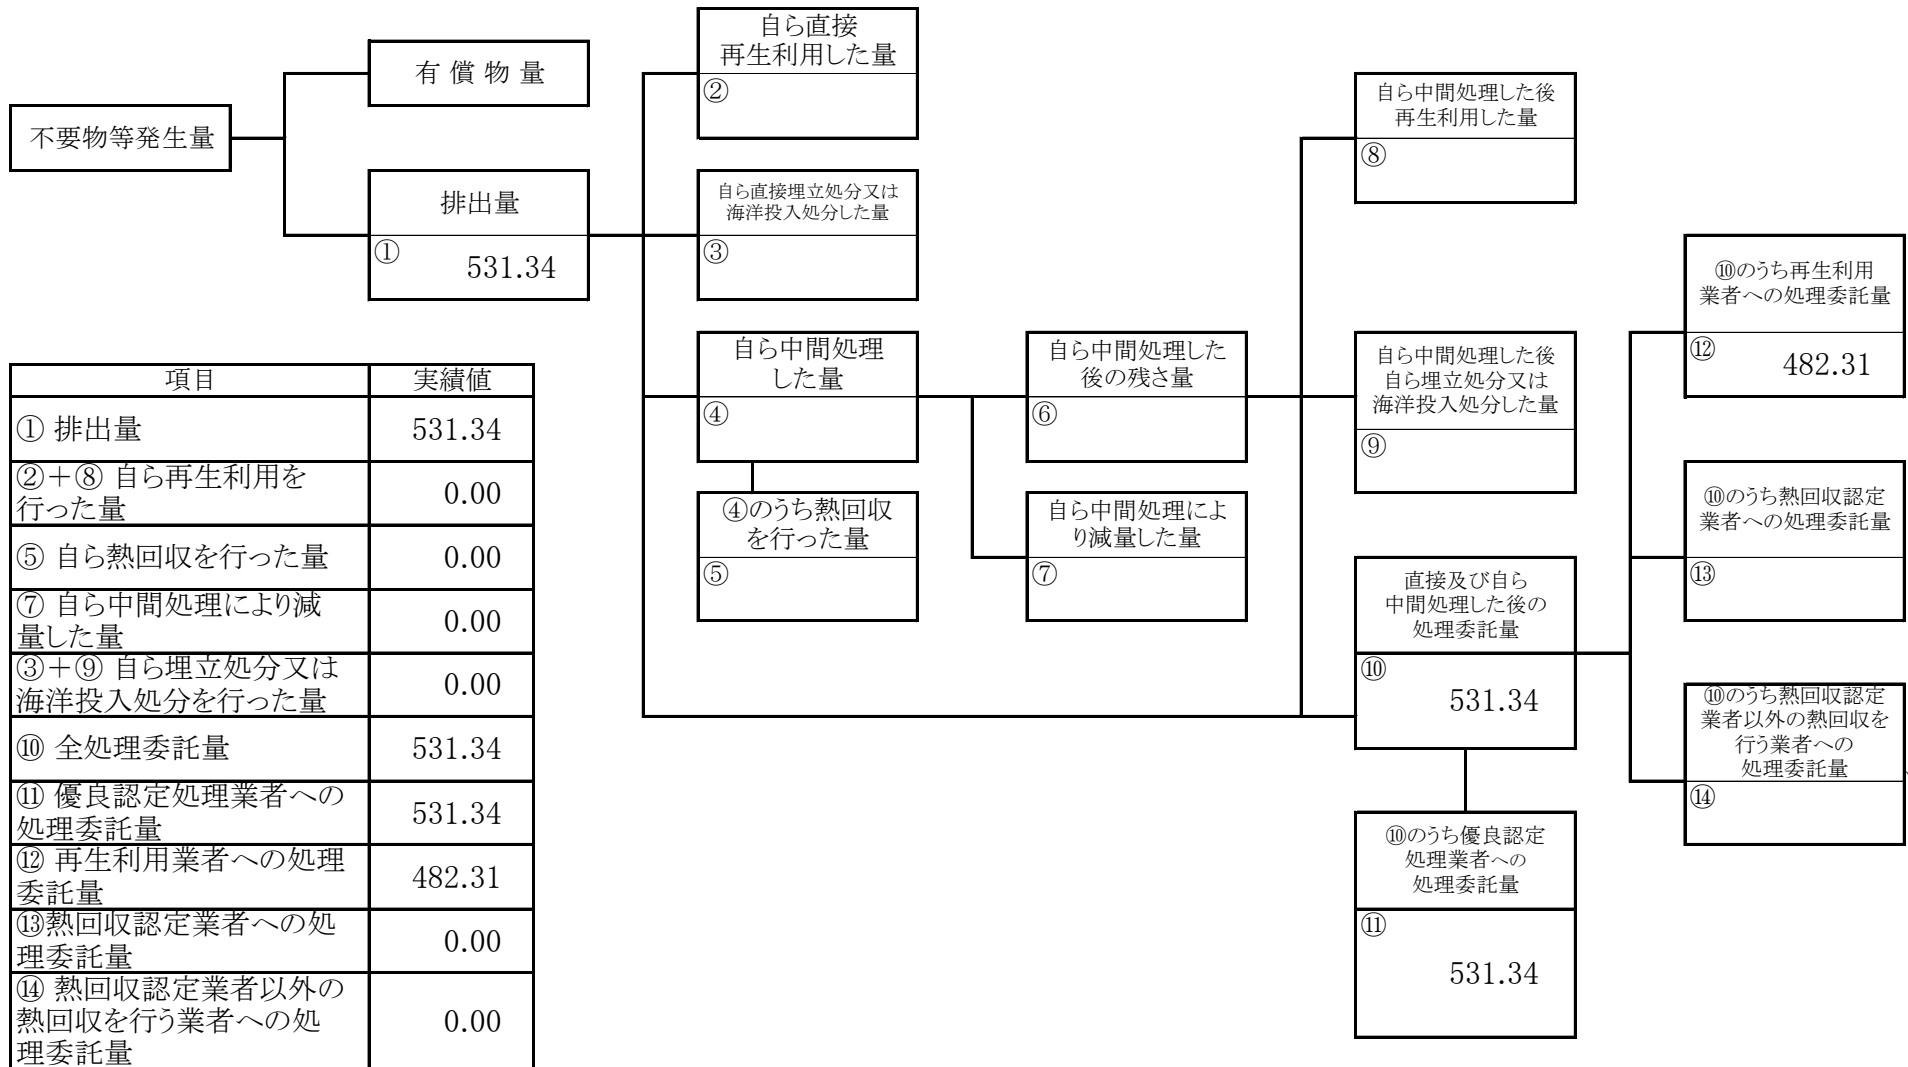 不要物等発生量
有償物量
排出量
①
531.34
自ら直接
再生利用した量
②
自ら直接埋立処分又は
海洋投入処分した量
③
自ら中間処理
した量
④
④のうち熱回収
を行った量
⑤
自ら中間処理した
後の残さ量
⑥
自ら中間処理によ
り減量した量
⑦
自ら中間処理した後
再生利用した量
⑧
自ら中間処理した後
自ら埋立処分又は
海洋投入処分した量
⑨
直接及び自ら
中間処理した後の
処理委託量
⑩
531.34
⑩のうち優良認定
処理業者への
処理委託量
⑪
531.34
⑩のうち再生利用
業者への処理委託量
⑫
482.31
⑩のうち熱回収認定
業者への処理委託量
⑬
⑩のうち熱回収認定
業者以外の熱回収を
行う業者への
処理委託量
⑭
項目 実績値
① 排出量 531.34
②+⑧ 自ら再生利用を
行った量 0.00
⑤ 自ら熱回収を行った量 0.00
⑦ 自ら中間処理により減
量した量 0.00
③+⑨ 自ら埋立処分又は
海洋投入処分を行った量 0.00
⑩ 全処理委託量 531.34
⑪ 優良認定処理業者への
処理委託量 531.34
⑫ 再生利用業者への処理
委託量 482.31
⑬熱回収認定業者への処
理委託量 0.00
⑭ 熱回収認定業者以外の
熱回収を行う業者への処
理委託量 0.00